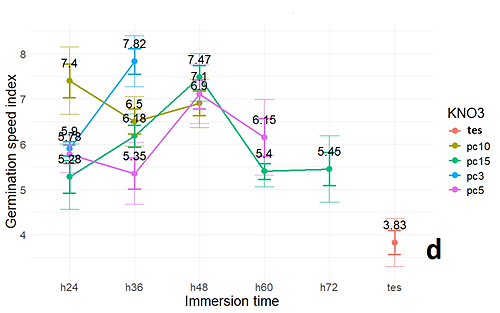 8
7
6
5
4
Germination speed index
7.4
5.9
5.78
5.28
7.82
6.5
6.18
5.35
7.47
7.1
6.9
6.15
5.4
5.45
3.83
h24
h36
h48
h60
h72
tes
Immersion time
KNO3
tes
pc10
pc15
pc3
pc5
d